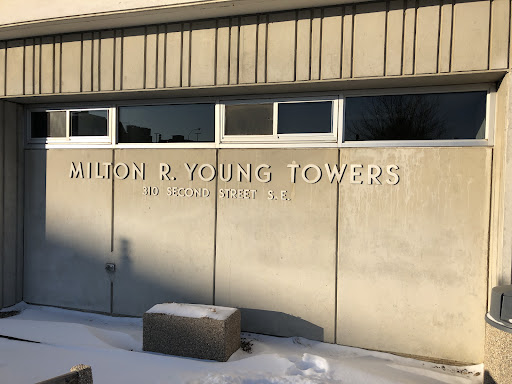 MILTON R. YOUNG TOWERS
810 SECOND STREET S.E.